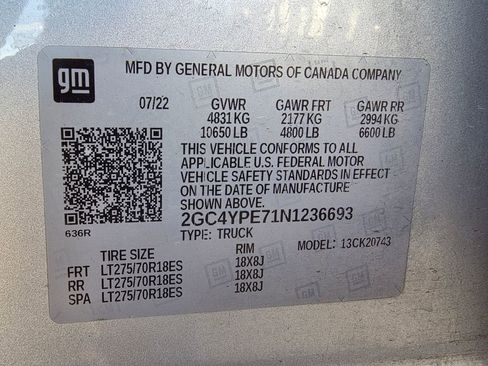 gm
MFD BY GENERAL MOTORS OF CANADA COMPANY
07/22 GVWR GAWR FRT GAWR RR
4831 KG 2177 KG 2994 KG
10650 LB 4800 LB 6600 LB
THIS VEHICLE CONFORMS TO ALL
APPLICABLE U.S. FEDERAL MOTOR
VEHICLE SAFETY STANDARDS IN EFFECT
ON THE DATE OF MANUFACTURE
SHOWN ABOVE.
2GC4YPE71N1236693
636R TYPE: TRUCK MODEL: 13CK20743
TIRE SIZE RIM
FRT LT275/70R18ES 18X8J
RR LT275/70R18ES 18X8J
SPA LT275/70R18ES 18X8J